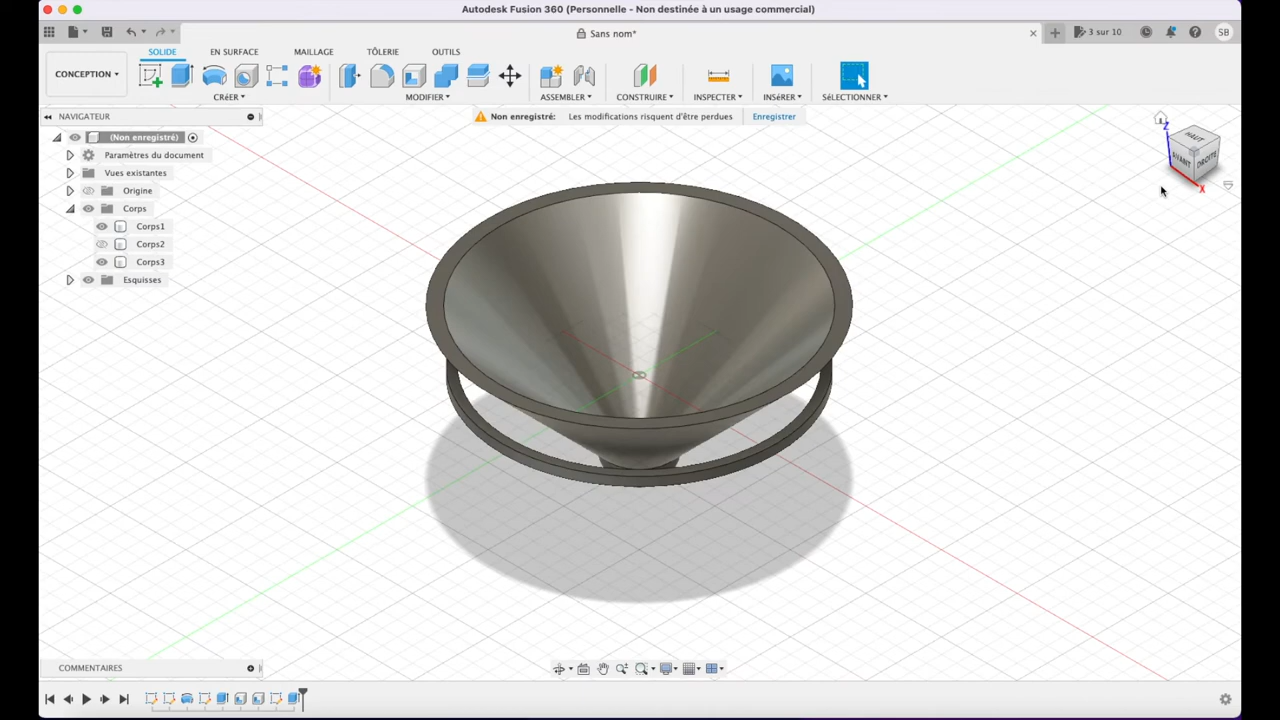 Autodesk Fusion 360 (Personnelle - Non destinée à un usage commercial)
Sans nom*
3 sur 10
SB
SOLIDE EN SURFACE MAILLAGE TÔLERIE OUTILS
CONCEPTION
CRÉER MODIFIER ASSEMBLER CONSTRUIRE INSPECTER INSÉRER SÉLECTIONNER
NAVIGATEUR
Non enregistré: Les modifications risquent d'être perdues Enregistrer
(Non enregistré)
Paramètres du document
Vues existantes
Origine
Corps
Corps1
Corps2
Corps3
Esquisses
Z
HAUT
AVANT
DROITE
X
COMMENTAIRES